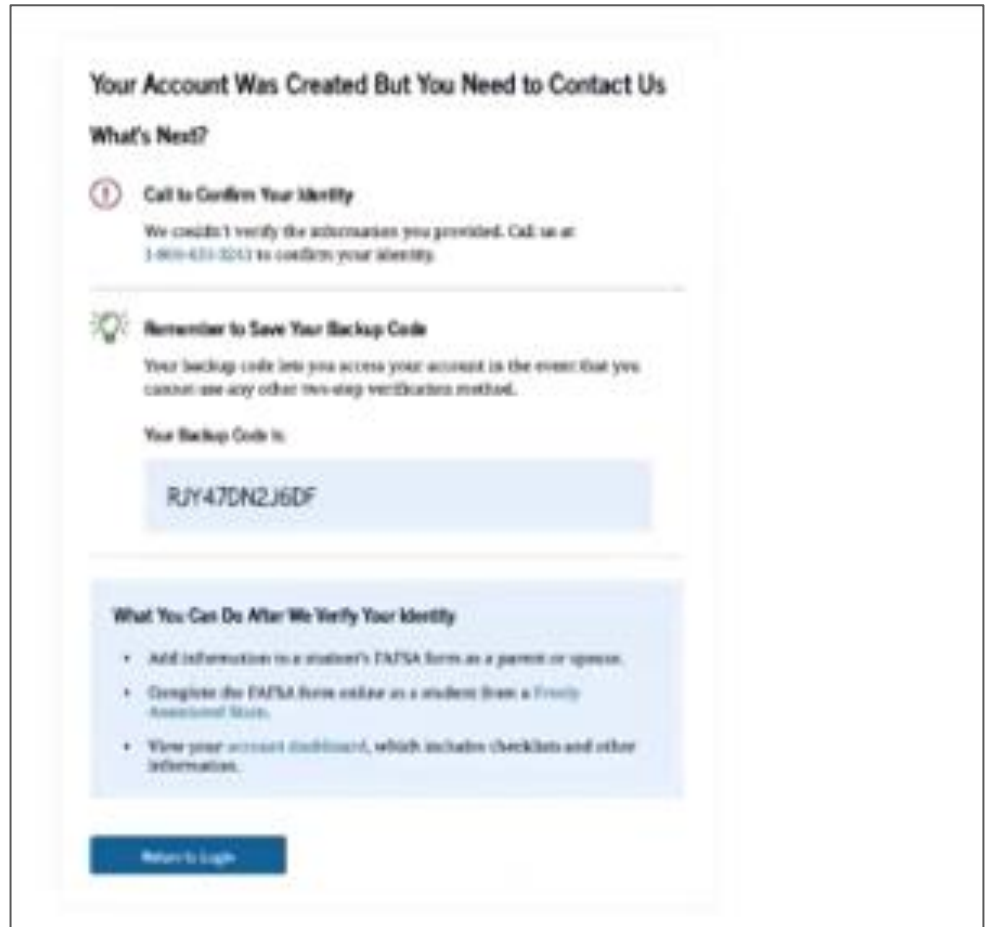 Your Account Was Created But You Need to Contact Us
What's Next?
Call to Confirm Your Identity
We couldn't verify the information you provided. Call us at
to confirm your identity.
Remember to Save Your Backup Code
Your backup code lets you access your account in the event that you
cannot use any other two-step verification method.
Your Backup Code is:
RJY47DN2J6DF
What You Can Do After We Verify Your Identity
• Add information to a student's FAFSA form as a parent or spouse.
• Complete the FAFSA form online as a student from a Freely
Associated State.
• View your account dashboard, which includes checklists and other
information.
Return to Login